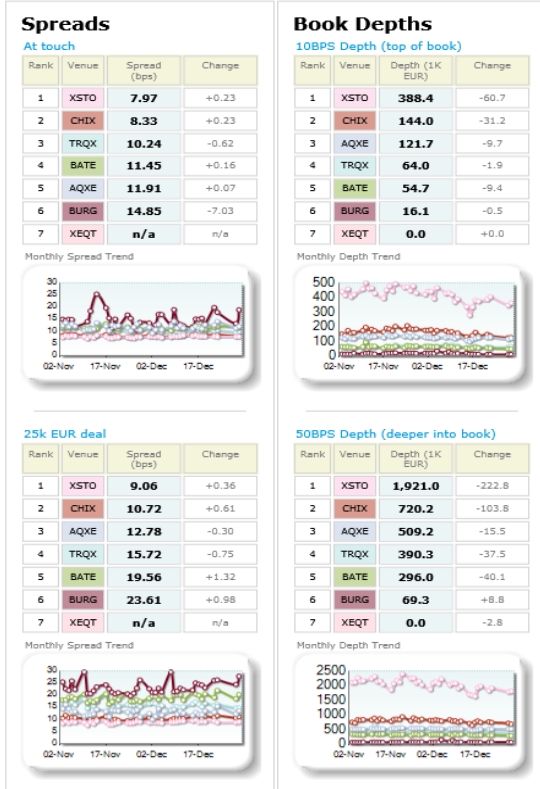 Spreads
At touch
Rank Venue Spread (bps) Change
1 XSTO 7.97 +0.23
2 CHIX 8.33 +0.23
3 TRQX 10.24 -0.62
4 BATE 11.45 +0.16
5 AQXE 11.91 +0.07
6 BURG 14.85 -7.03
7 XEQT n/a n/a
Monthly Spread Trend
30
25
20
15
10
5
0
02-Nov 17-Nov 02-Dec 17-Dec
25k EUR deal
Rank Venue Spread (bps) Change
1 XSTO 9.06 +0.36
2 CHIX 10.72 +0.61
3 AQXE 12.78 -0.30
4 TRQX 15.72 -0.75
5 BATE 19.56 +1.32
6 BURG 23.61 +0.98
7 XEQT n/a n/a
Monthly Spread Trend
30
25
20
15
10
5
0
02-Nov 17-Nov 02-Dec 17-Dec
Book Depths
10BPS Depth (top of book)
Rank Venue Depth (1K EUR) Change
1 XSTO 388.4 -60.7
2 CHIX 144.0 -31.2
3 AQXE 121.7 -9.7
4 TRQX 64.0 -1.9
5 BATE 54.7 -9.4
6 BURG 16.1 -0.5
7 XEQT 0.0 +0.0
Monthly Depth Trend
500
400
300
200
100
0
02-Nov 17-Nov 02-Dec 17-Dec
50BPS Depth (deeper into book)
Rank Venue Depth (1K EUR) Change
1 XSTO 1,921.0 -222.8
2 CHIX 720.2 -103.8
3 AQXE 509.2 -15.5
4 TRQX 390.3 -37.5
5 BATE 296.0 -40.1
6 BURG 69.3 +8.8
7 XEQT 0.0 -2.8
Monthly Depth Trend
2500
2000
1500
1000
500
0
02-Nov 17-Nov 02-Dec 17-Dec